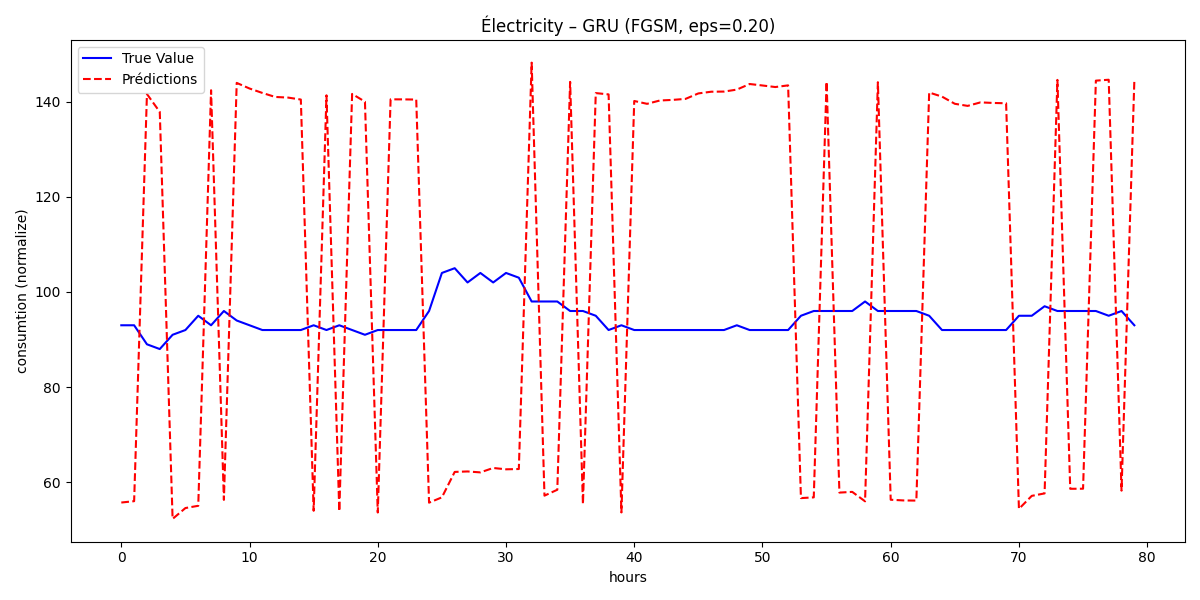 Électricity – GRU (FGSM, eps=0.20)
True Value
Prédictions
consumtion (normalize)
140
120
100
80
60
0 10 20 30 40 50 60 70 80
hours